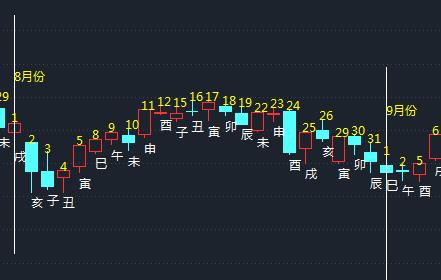 8月份
9月份
29 1 2 3 4 5 8 9 10 11 12 15 16 17 18 19 22 23 24 25 26 29 30 31 1 2 5 6
未 戌 亥 子 丑 寅 巳 午 未 申 酉 子 丑 寅 卯 辰 未 申 酉 戌 亥 寅 卯 辰 巳 午 酉